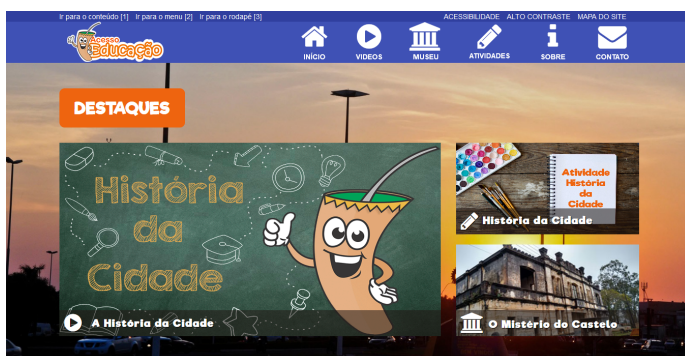 Ir para o conteúdo [1] Ir para o menu [2] Ir para o rodapé [3]
ACESSIBILIDADE ALTO CONTRASTE MAPA DO SITE
Acesso
Educação
INÍCIO VIDEOS MUSEU ATIVIDADES SOBRE CONTATO
DESTAQUES
História
da
Cidade
A História da Cidade
Atividade
História
da
Cidade
História da Cidade
O Mistério do Castelo